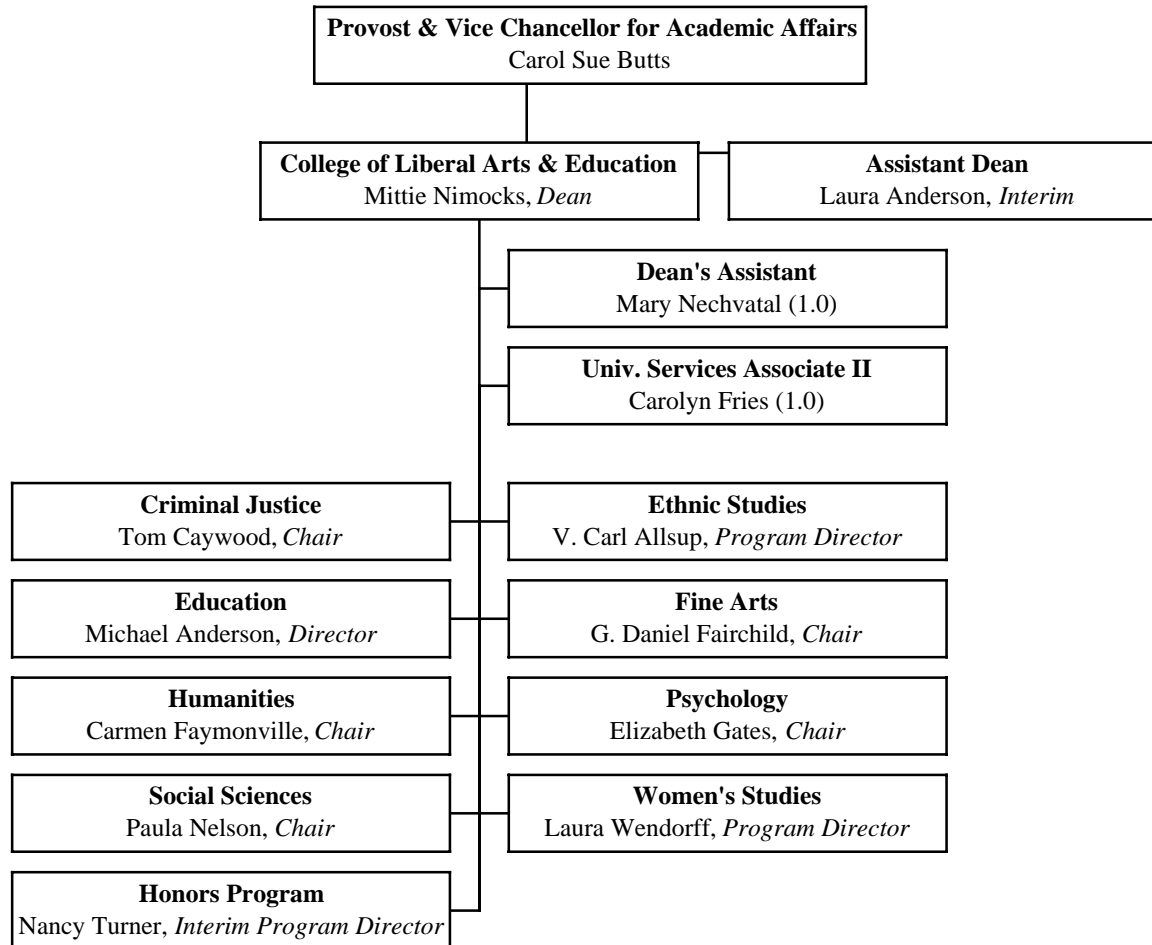 Provost & Vice Chancellor for Academic Affairs
Carol Sue Butts
College of Liberal Arts & Education
Mittie Nimocks, Dean
Assistant Dean
Laura Anderson, Interim
Dean's Assistant
Mary Nechvatal (1.0)
Univ. Services Associate II
Carolyn Fries (1.0)
Criminal Justice
Tom Caywood, Chair
Ethnic Studies
V. Carl Allsup, Program Director
Education
Michael Anderson, Director
Fine Arts
G. Daniel Fairchild, Chair
Humanities
Carmen Faymonville, Chair
Psychology
Elizabeth Gates, Chair
Social Sciences
Paula Nelson, Chair
Women's Studies
Laura Wendorff, Program Director
Honors Program
Nancy Turner, Interim Program Director